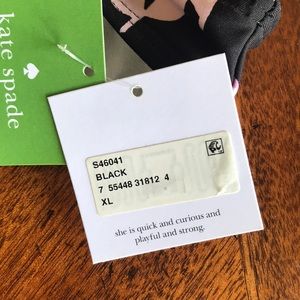 kate spade
S46041
BLACK
7 55448 31812 4
XL
she is quick and curious and
playful and strong.